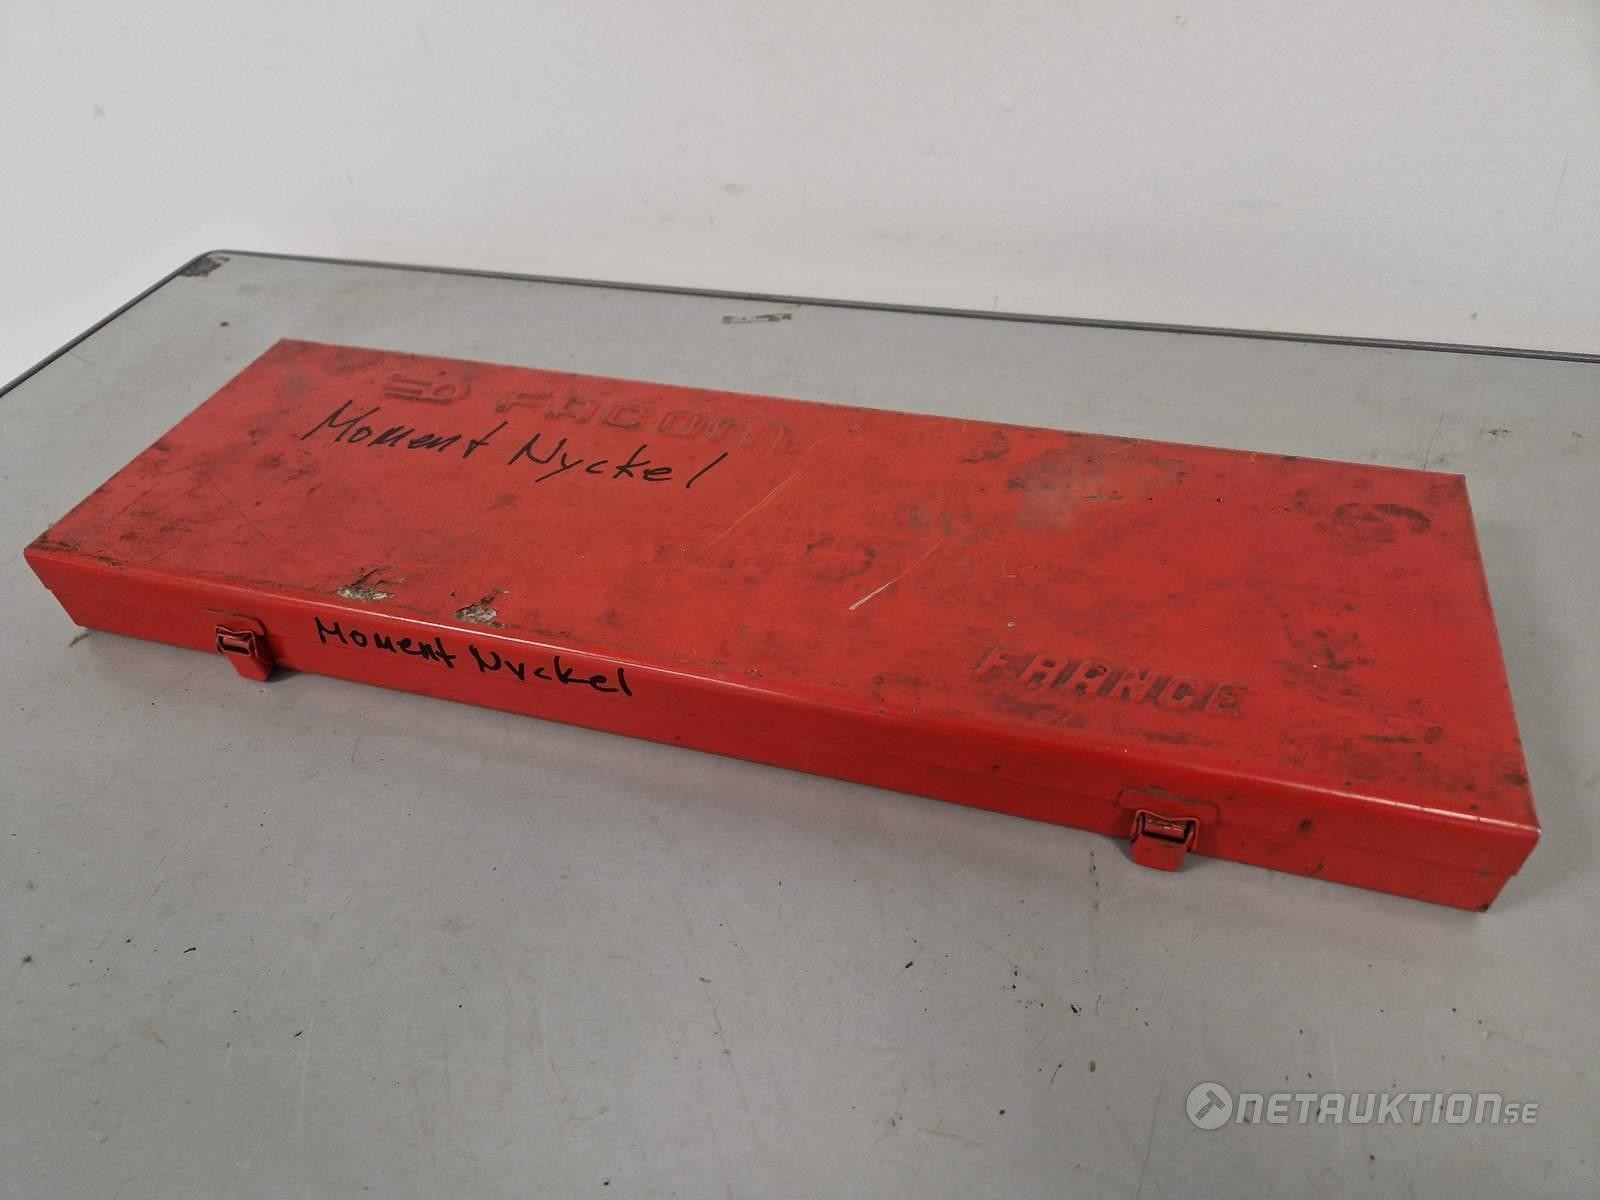 FACOM
Moment Nyckel
Moment Nyckel
FRANCE
NETAUKTION.SE